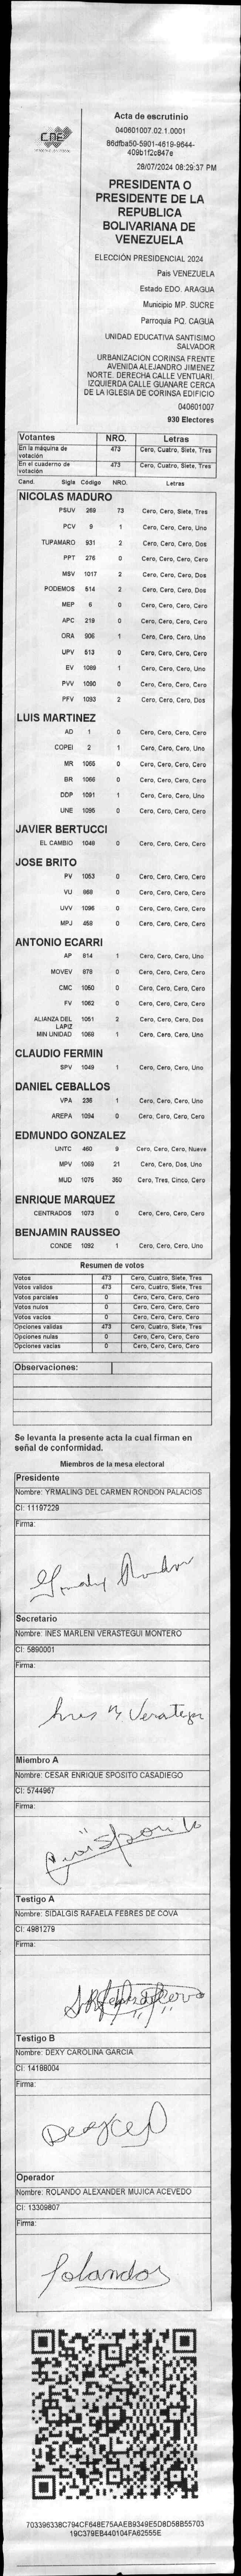 CNE
Acta de escrutinio
040601007.02.1.0001
86dfba50-5901-4619-9644-
409b1f2c847e
28/07/2024 08:29:37 PM
PRESIDENTA O
PRESIDENTE DE LA
REPUBLICA
BOLIVARIANA DE
VENEZUELA
ELECCIÓN PRESIDENCIAL 2024
Pais VENEZUELA
Estado EDO. ARAGUA
Municipio MP. SUCRE
Parroquia PQ. CAGUA
UNIDAD EDUCATIVA SANTISIMO
SALVADOR
URBANIZACION CORINSA FRENTE
AVENIDA ALEJANDRO JIMENEZ
NORTE. DERECHA CALLE VENTUARI.
IZQUIERDA CALLE GUANARE CERCA
DE LA IGLESIA DE CORINSA EDIFICIO
040601007
930 Electores
Votantes NRO. Letras
En la máquina de votación 473 Cero, Cuatro, Siete, Tres
En el cuaderno de votación 473 Cero, Cuatro, Siete, Tres
Cand. Sigla Código NRO. Letras
NICOLAS MADURO
PSUV 269 73 Cero, Cero, Siete, Tres
PCV 9 1 Cero, Cero, Cero, Uno
TUPAMARO 931 2 Cero, Cero, Cero, Dos
PPT 276 0 Cero, Cero, Cero, Cero
MSV 1017 2 Cero, Cero, Cero, Dos
PODEMOS 514 2 Cero, Cero, Cero, Dos
MEP 6 0 Cero, Cero, Cero, Cero
APC 219 0 Cero, Cero, Cero, Cero
ORA 906 1 Cero, Cero, Cero, Uno
UPV 513 0 Cero, Cero, Cero, Cero
EV 1089 1 Cero, Cero, Cero, Uno
PVV 1090 0 Cero, Cero, Cero, Cero
PFV 1093 2 Cero, Cero, Cero, Dos
LUIS MARTINEZ
AD 1 0 Cero, Cero, Cero, Cero
COPEI 2 1 Cero, Cero, Cero, Uno
MR 1055 0 Cero, Cero, Cero, Cero
BR 1066 0 Cero, Cero, Cero, Cero
DDP 1091 1 Cero, Cero, Cero, Uno
UNE 1095 0 Cero, Cero, Cero, Cero
JAVIER BERTUCCI
EL CAMBIO 1048 0 Cero, Cero, Cero, Cero
JOSE BRITO
PV 1053 0 Cero, Cero, Cero, Cero
VU 868 0 Cero, Cero, Cero, Cero
UVV 1096 0 Cero, Cero, Cero, Cero
MPJ 458 0 Cero, Cero, Cero, Cero
ANTONIO ECARRI
AP 814 1 Cero, Cero, Cero, Uno
MOVEV 878 0 Cero, Cero, Cero, Cero
CMC 1050 0 Cero, Cero, Cero, Cero
FV 1062 0 Cero, Cero, Cero, Cero
ALIANZA DEL LAPIZ 1051 2 Cero, Cero, Cero, Dos
MIN UNIDAD 1068 1 Cero, Cero, Cero, Uno
CLAUDIO FERMIN
SPV 1049 1 Cero, Cero, Cero, Uno
DANIEL CEBALLOS
VPA 236 1 Cero, Cero, Cero, Uno
AREPA 1094 0 Cero, Cero, Cero, Cero
EDMUNDO GONZALEZ
UNTC 460 9 Cero, Cero, Cero, Nueve
MPV 1069 21 Cero, Cero, Dos, Uno
MUD 1075 350 Cero, Tres, Cinco, Cero
ENRIQUE MARQUEZ
CENTRADOS 1073 0 Cero, Cero, Cero, Cero
BENJAMIN RAUSSEO
CONDE 1092 1 Cero, Cero, Cero, Uno
Resumen de votos
Votos 473 Cero, Cuatro, Siete, Tres
Votos validos 473 Cero, Cuatro, Siete, Tres
Votos parciales 0 Cero, Cero, Cero, Cero
Votos nulos 0 Cero, Cero, Cero, Cero
Votos vacios 0 Cero, Cero, Cero, Cero
Opciones validas 473 Cero, Cuatro, Siete, Tres
Opciones nulas 0 Cero, Cero, Cero, Cero
Opciones vacias 0 Cero, Cero, Cero, Cero
Observaciones:
Se levanta la presente acta la cual firman en
señal de conformidad.
Miembros de la mesa electoral
Presidente
Nombre: YRMALING DEL CARMEN RONDON PALACIOS
CI: 11197229
Firma:
Secretario
Nombre: INES MARLENI VERASTEGUI MONTERO
CI: 5890001
Firma:
Ines M Verastegui
Miembro A
Nombre: CESAR ENRIQUE SPOSITO CASADIEGO
CI: 5744967
Firma:
Testigo A
Nombre: SIDALGIS RAFAELA FEBRES DE COVA
CI: 4981279
Firma:
Testigo B
Nombre: DEXY CAROLINA GARCIA
CI: 14188004
Firma:
Operador
Nombre: ROLANDO ALEXANDER MUJICA ACEVEDO
CI: 13309807
Firma:
703396338C794CF648E75AAEB9349E5D8D58B55703
19C379EB440104FA62555E